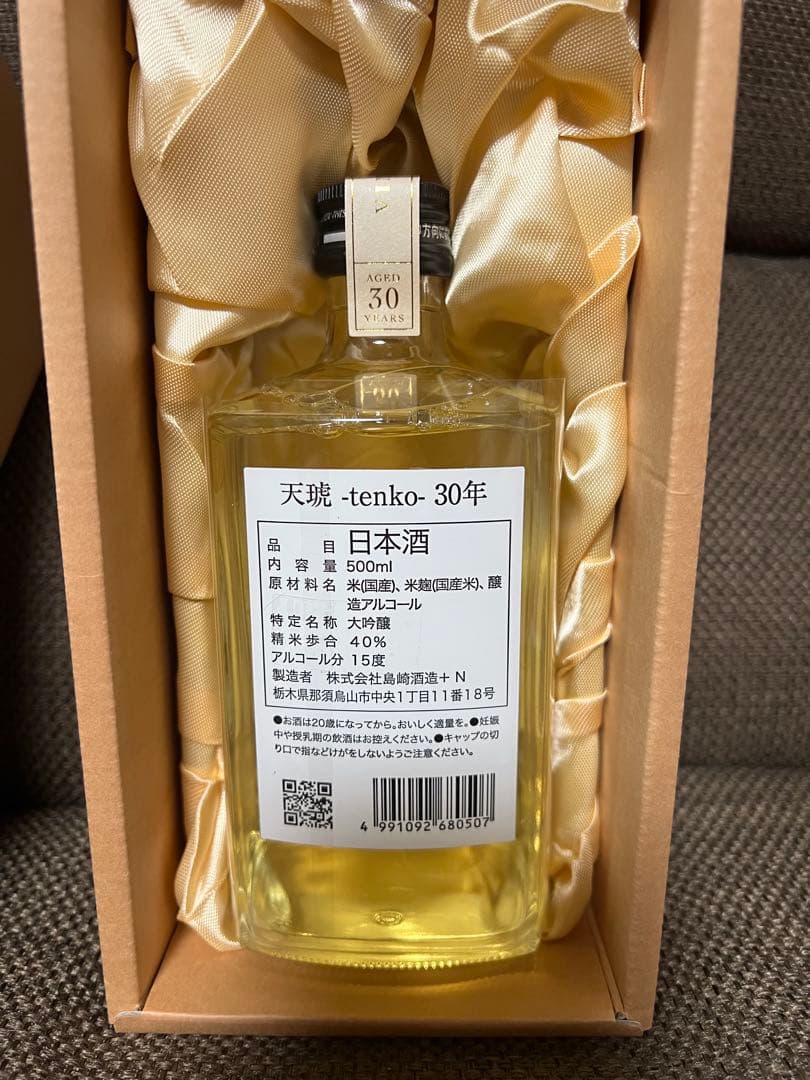 AGED
30
YEARS
方向に
天琥 -tenko- 30年
品 目 日本酒
内 容 量 500ml
原 材 料 名 米(国産)、米麹(国産米)、醸
造アルコール
特 定 名 称 大吟醸
精 米 歩 合 40%
アルコール分 15度
製造者 株式会社島崎酒造+N
栃木県那須烏山市中央1丁目11番18号
●お酒は20歳になってから。おいしく適量を。●妊娠
中や授乳期の飲酒はお控えください。●キャップの切
り口で指などけがをしないようご注意ください。
4 991092 680507